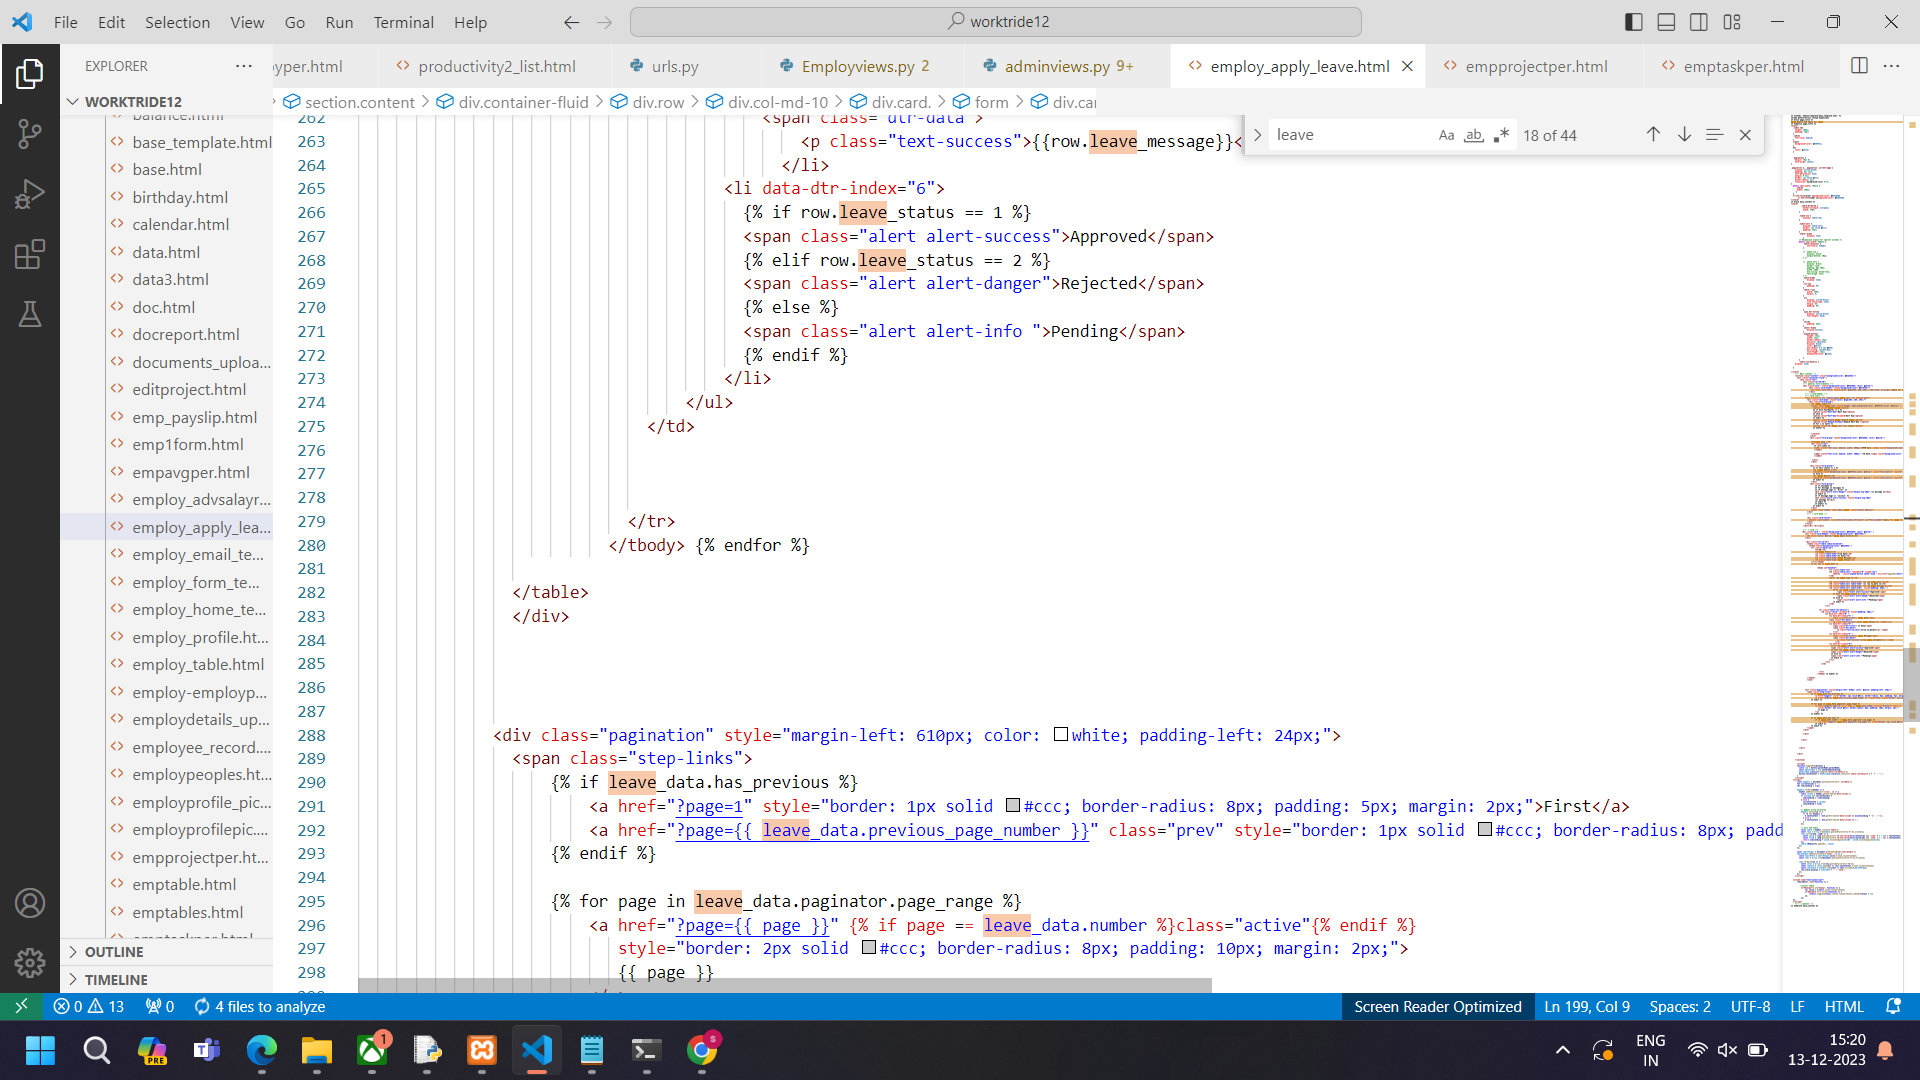 File Edit Selection View Go Run Terminal Help
worktride12
EXPLORER
yper.html
productivity2_list.html
urls.py
Employviews.py 2
adminviews.py 9+
employ_apply_leave.html
empprojectper.html
emptaskper.html
WORKTRIDE12
section.content > div.container-fluid > div.row > div.col-md-10 > div.card. > form > div.car
leave
Aa ab .* 18 of 44
balance.html
base_template.html
base.html
birthday.html
calendar.html
data.html
data3.html
doc.html
docreport.html
documents_uploa...
editproject.html
emp_payslip.html
emp1form.html
empavgper.html
employ_advsalayr...
employ_apply_lea...
employ_email_te...
employ_form_te...
employ_home_te...
employ_profile.ht...
employ_table.html
employ-employp...
employdetails_up...
employee_record....
employpeoples.ht...
employprofile_pic...
employprofilepic....
empprojectper.ht...
emptable.html
emptables.html
OUTLINE
TIMELINE
262 <span class="dtr-data">
263 <p class="text-success">{{row.leave_message}}<
264 </li>
265 <li data-dtr-index="6">
266 {% if row.leave_status == 1 %}
267 <span class="alert alert-success">Approved</span>
268 {% elif row.leave_status == 2 %}
269 <span class="alert alert-danger">Rejected</span>
270 {% else %}
271 <span class="alert alert-info ">Pending</span>
272 {% endif %}
273 </li>
274 </ul>
275 </td>
276
277
278
279 </tr>
280 </tbody> {% endfor %}
281
282 </table>
283 </div>
284
285
286
287
288 <div class="pagination" style="margin-left: 610px; color: white; padding-left: 24px;">
289 <span class="step-links">
290 {% if leave_data.has_previous %}
291 <a href="?page=1" style="border: 1px solid #ccc; border-radius: 8px; padding: 5px; margin: 2px;">First</a>
292 <a href="?page={{ leave_data.previous_page_number }}" class="prev" style="border: 1px solid #ccc; border-radius: 8px; padd
293 {% endif %}
294
295 {% for page in leave_data.paginator.page_range %}
296 <a href="?page={{ page }}" {% if page == leave_data.number %}class="active"{% endif %}
297 style="border: 2px solid #ccc; border-radius: 8px; padding: 10px; margin: 2px;">
298 {{ page }}
0 13 0 4 files to analyze
Screen Reader Optimized Ln 199, Col 9 Spaces: 2 UTF-8 LF HTML
PRE
1
S
ENG
IN
15:20
13-12-2023